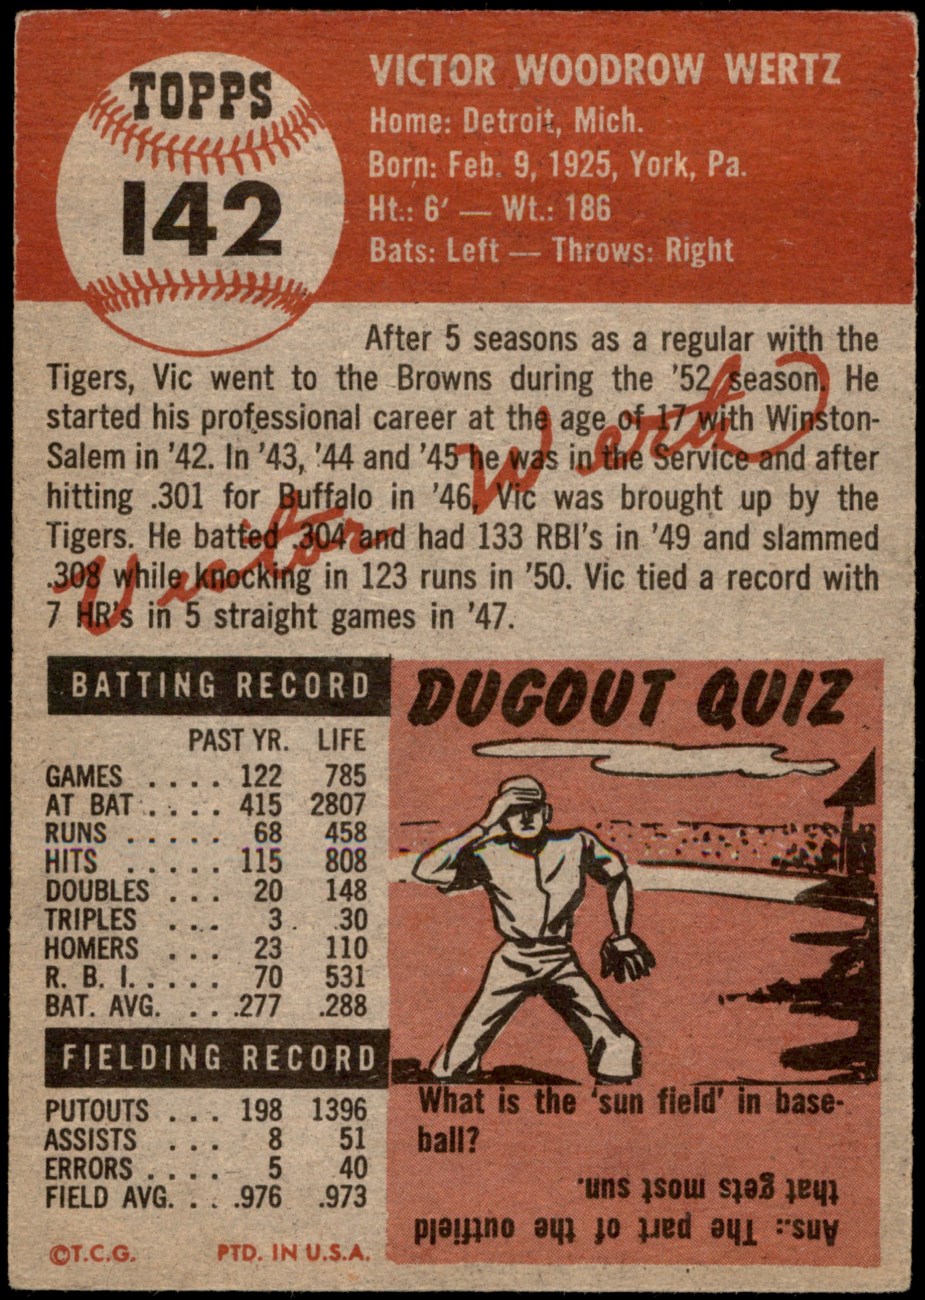 TOPPS
142
VICTOR WOODROW WERTZ
Home: Detroit, Mich.
Born: Feb. 9, 1925, York, Pa.
Ht.: 6' — Wt.: 186
Bats: Left — Throws: Right
After 5 seasons as a regular with the
Tigers, Vic went to the Browns during the '52 season. He
started his professional career at the age of 17 with Winston-
Salem in '42. In '43, '44 and '45 he was in the Service and after
hitting .301 for Buffalo in '46, Vic was brought up by the
Tigers. He batted .304 and had 133 RBI's in '49 and slammed
.308 while knocking in 123 runs in '50. Vic tied a record with
7 HR's in 5 straight games in '47.
Victor Wertz
BATTING RECORD
PAST YR. LIFE
GAMES . . . . 122 785
AT BAT . . . . 415 2807
RUNS . . . . . 68 458
HITS . . . . . 115 808
DOUBLES . . . 20 148
TRIPLES . . . 3 30
HOMERS . . . 23 110
R. B. I. . . . . 70 531
BAT. AVG. . . .277 .288
FIELDING RECORD
PUTOUTS . . . 198 1396
ASSISTS . . . 8 51
ERRORS . . . . 5 40
FIELD AVG. . . .976 .973
©T.C.G. PTD. IN U.S.A.
DUGOUT QUIZ
What is the 'sun field' in base-
ball?
Ans.: The part of the outfield
that gets most sun.